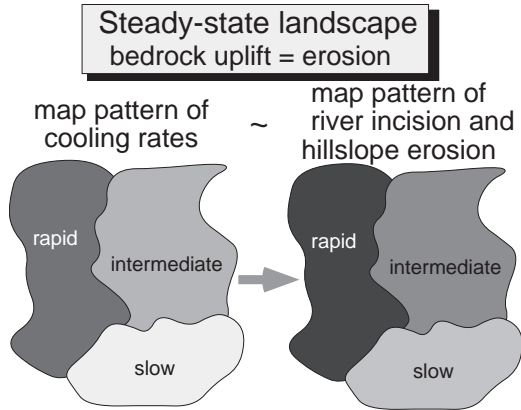 Steady-state landscape
bedrock uplift = erosion
map pattern of
cooling rates
~
map pattern of
river incision and
hillslope erosion
rapid
intermediate
slow
rapid
intermediate
slow